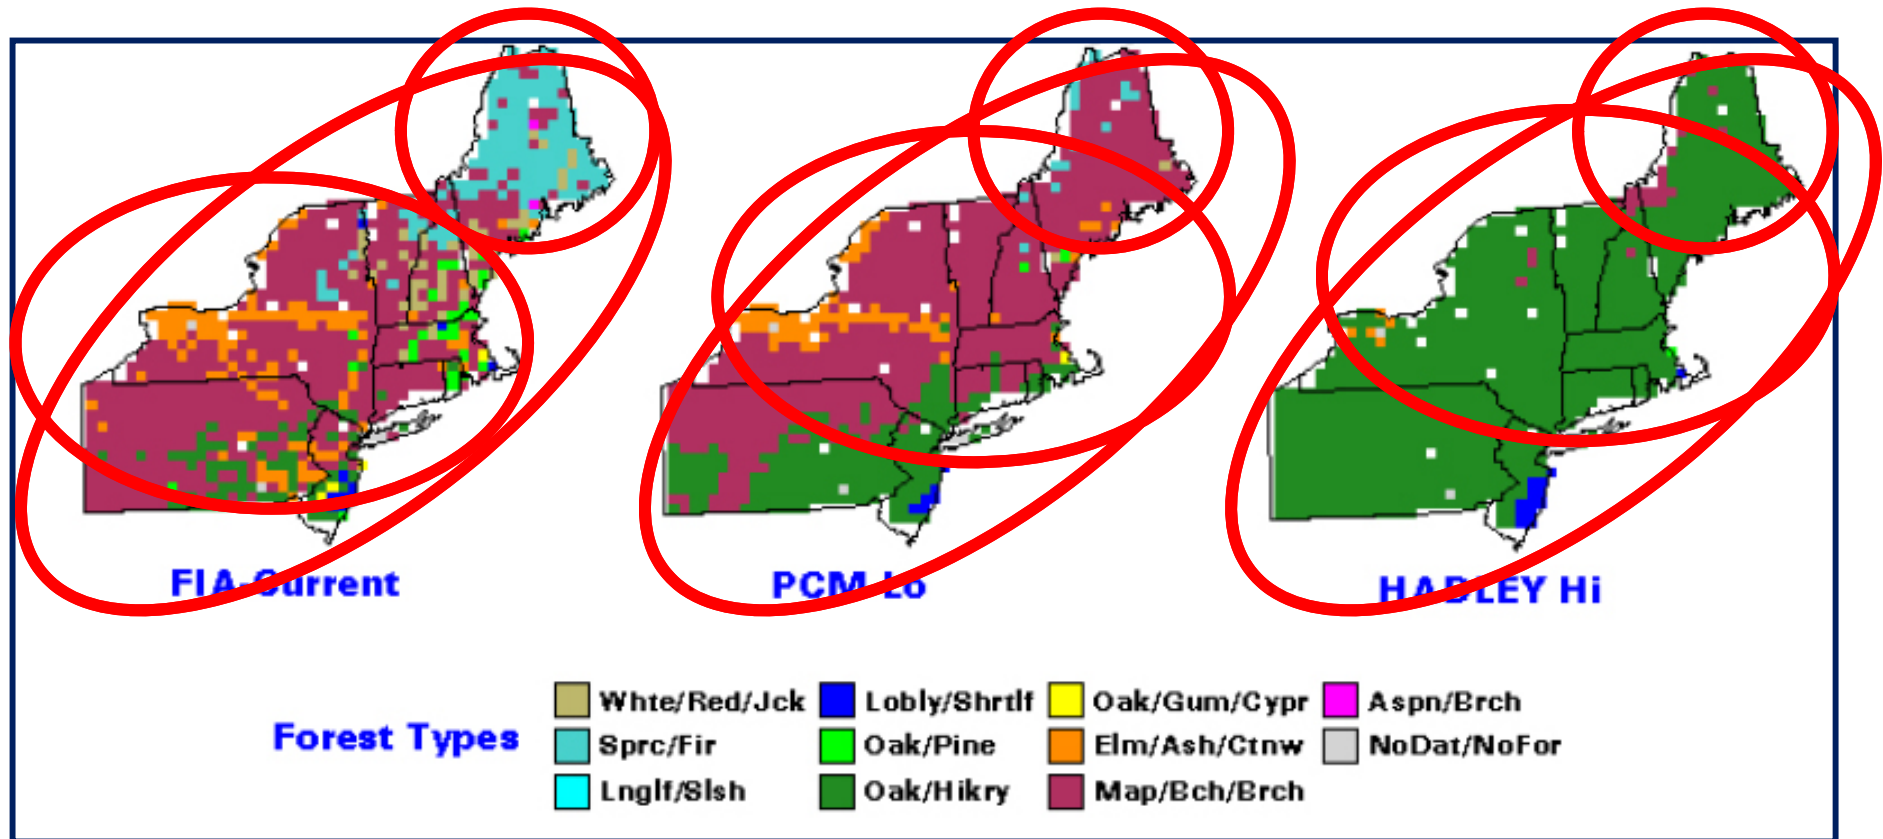 FIA-Current PCM Lo HADLEY Hi
Forest Types
Whte/Red/Jck Lobly/Shrtlf Oak/Gum/Cypr Aspn/Brch
Sprc/Fir Oak/Pine Elm/Ash/Ctnw NoDat/NoFor
Lnglf/Slsh Oak/Hikry Map/Bch/Brch